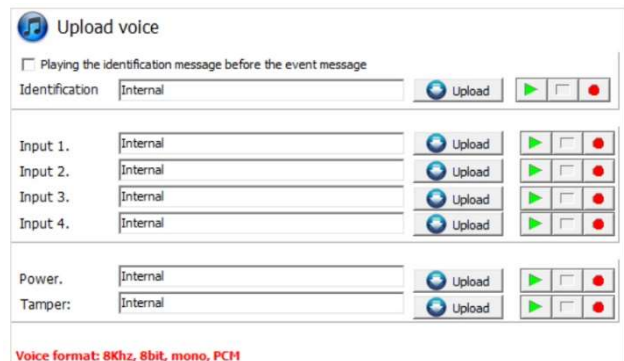 Upload voice
Playing the identification message before the event message
Identification Internal Upload
Input 1. Internal Upload
Input 2. Internal Upload
Input 3. Internal Upload
Input 4. Internal Upload
Power. Internal Upload
Tamper: Internal Upload
Voice format: 8Khz, 8bit, mono, PCM